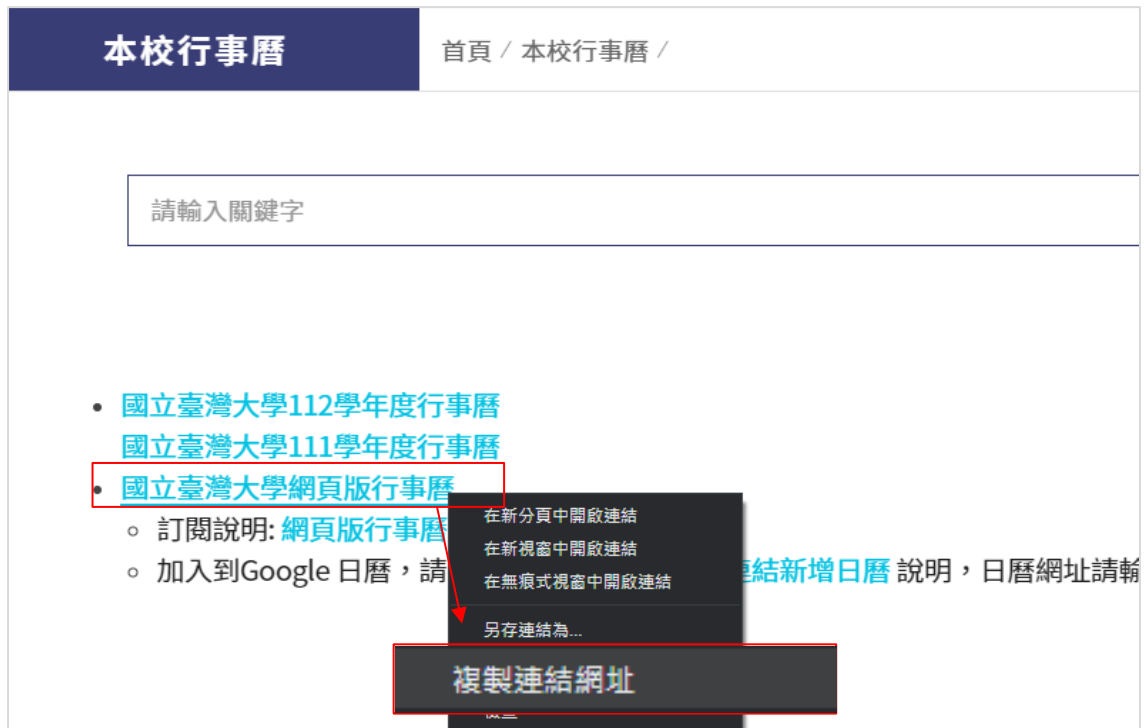 本校行事曆
首頁 / 本校行事曆 /
請輸入關鍵字
國立臺灣大學112學年度行事曆
國立臺灣大學111學年度行事曆
國立臺灣大學網頁版行事曆
訂閱說明: 網頁版行事曆
加入到Google 日曆，請 結新增日曆 說明，日曆網址請輸
在新分頁中開啟連結
在新視窗中開啟連結
在無痕式視窗中開啟連結
另存連結為...
複製連結網址